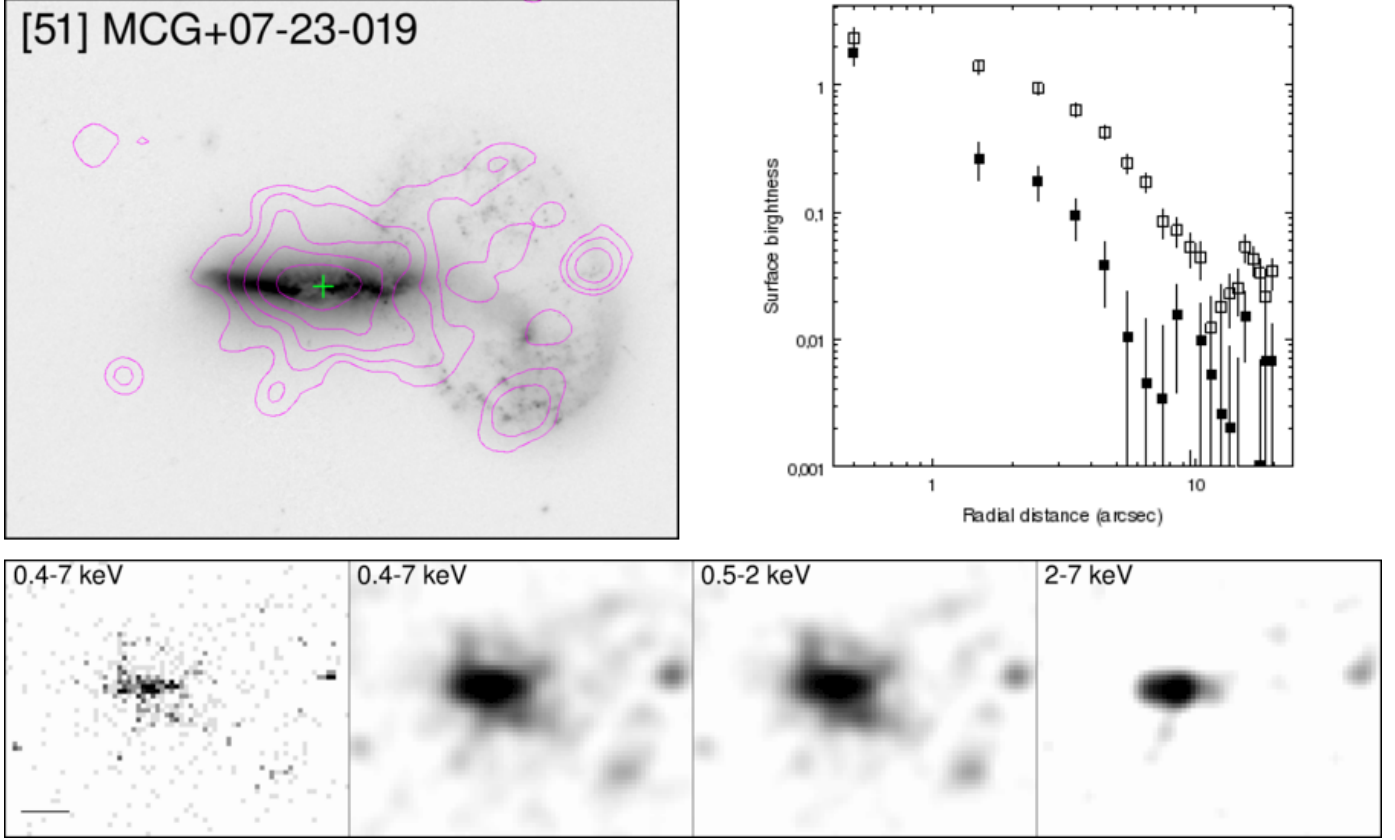 [51] MCG+07-23-019
1
0,1
0,01
0,001
Surface birghtness
1
10
Radial distance (arcsec)
0.4-7 keV
0.4-7 keV
0.5-2 keV
2-7 keV